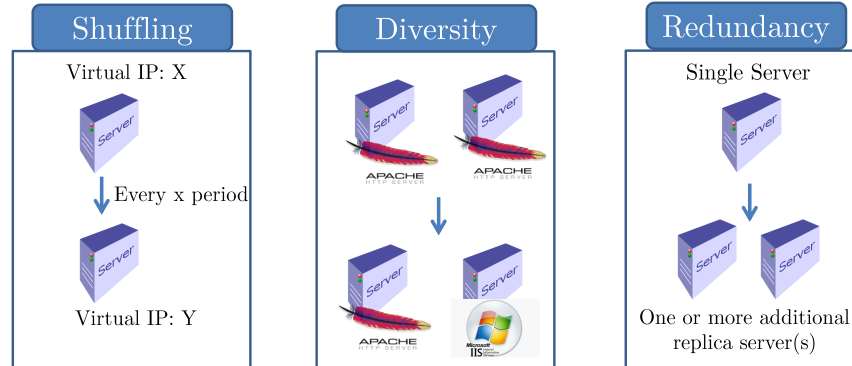 Shuffling
Virtual IP: X
Server
Every x period
Server
Virtual IP: Y
Diversity
Server
Server
APACHE
HTTP SERVER
APACHE
HTTP SERVER
Server
Server
APACHE
HTTP SERVER
Microsoft
IIS
Redundancy
Single Server
Server
Server
Server
One or more additional
replica server(s)